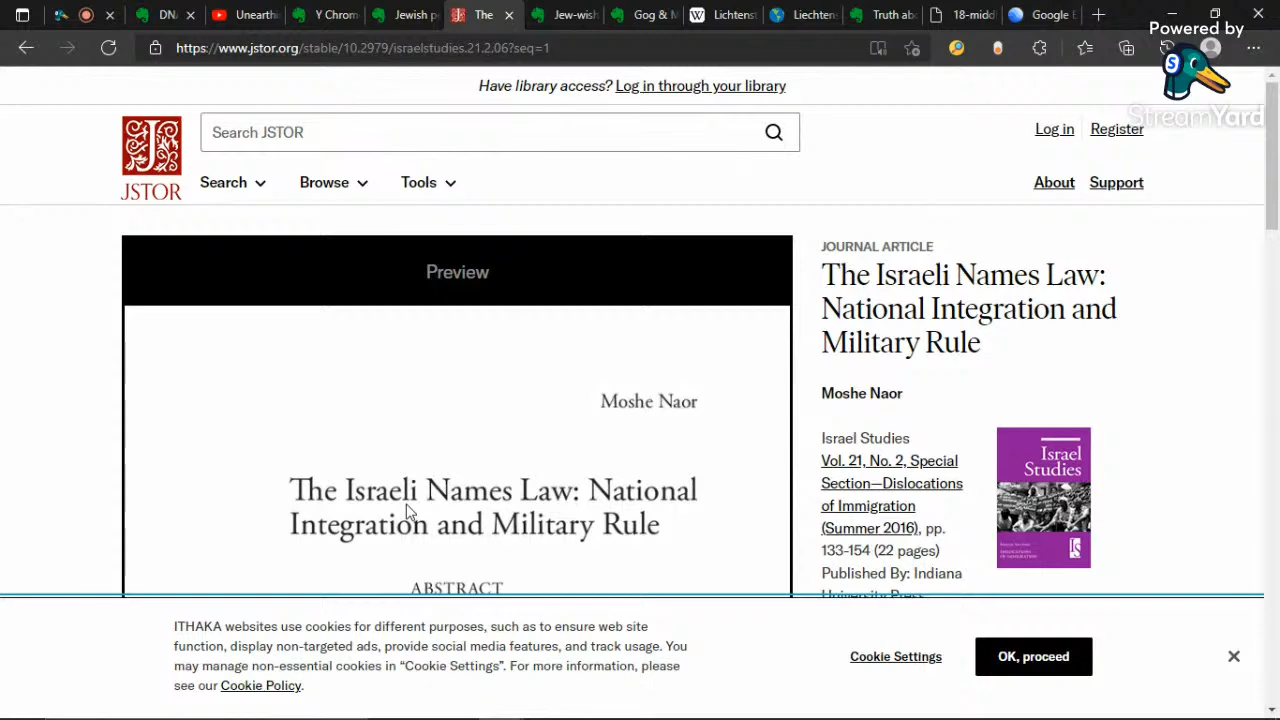 DNA
Unearthi
Y Chrom
Jewish p
The
Jew-wish
Gog & M
Lichtens
Liechten
Truth abo
18-midd
Google E
Powered by
StreamYard
https://www.jstor.org/stable/10.2979/israelstudies.21.2.06?seq=1
Have library access? Log in through your library
JSTOR
Search JSTOR
Log in
Register
Search
Browse
Tools
About
Support
Preview
Moshe Naor
The Israeli Names Law: National
Integration and Military Rule
ABSTRACT
JOURNAL ARTICLE
The Israeli Names Law:
National Integration and
Military Rule
Moshe Naor
Israel Studies
Vol. 21, No. 2, Special
Section—Dislocations
of Immigration
(Summer 2016), pp.
133-154 (22 pages)
Published By: Indiana
University Press
Israel
Studies
ITHAKA websites use cookies for different purposes, such as to ensure web site
function, display non-targeted ads, provide social media features, and track usage. You
may manage non-essential cookies in “Cookie Settings”. For more information, please
see our Cookie Policy.
Cookie Settings
OK, proceed